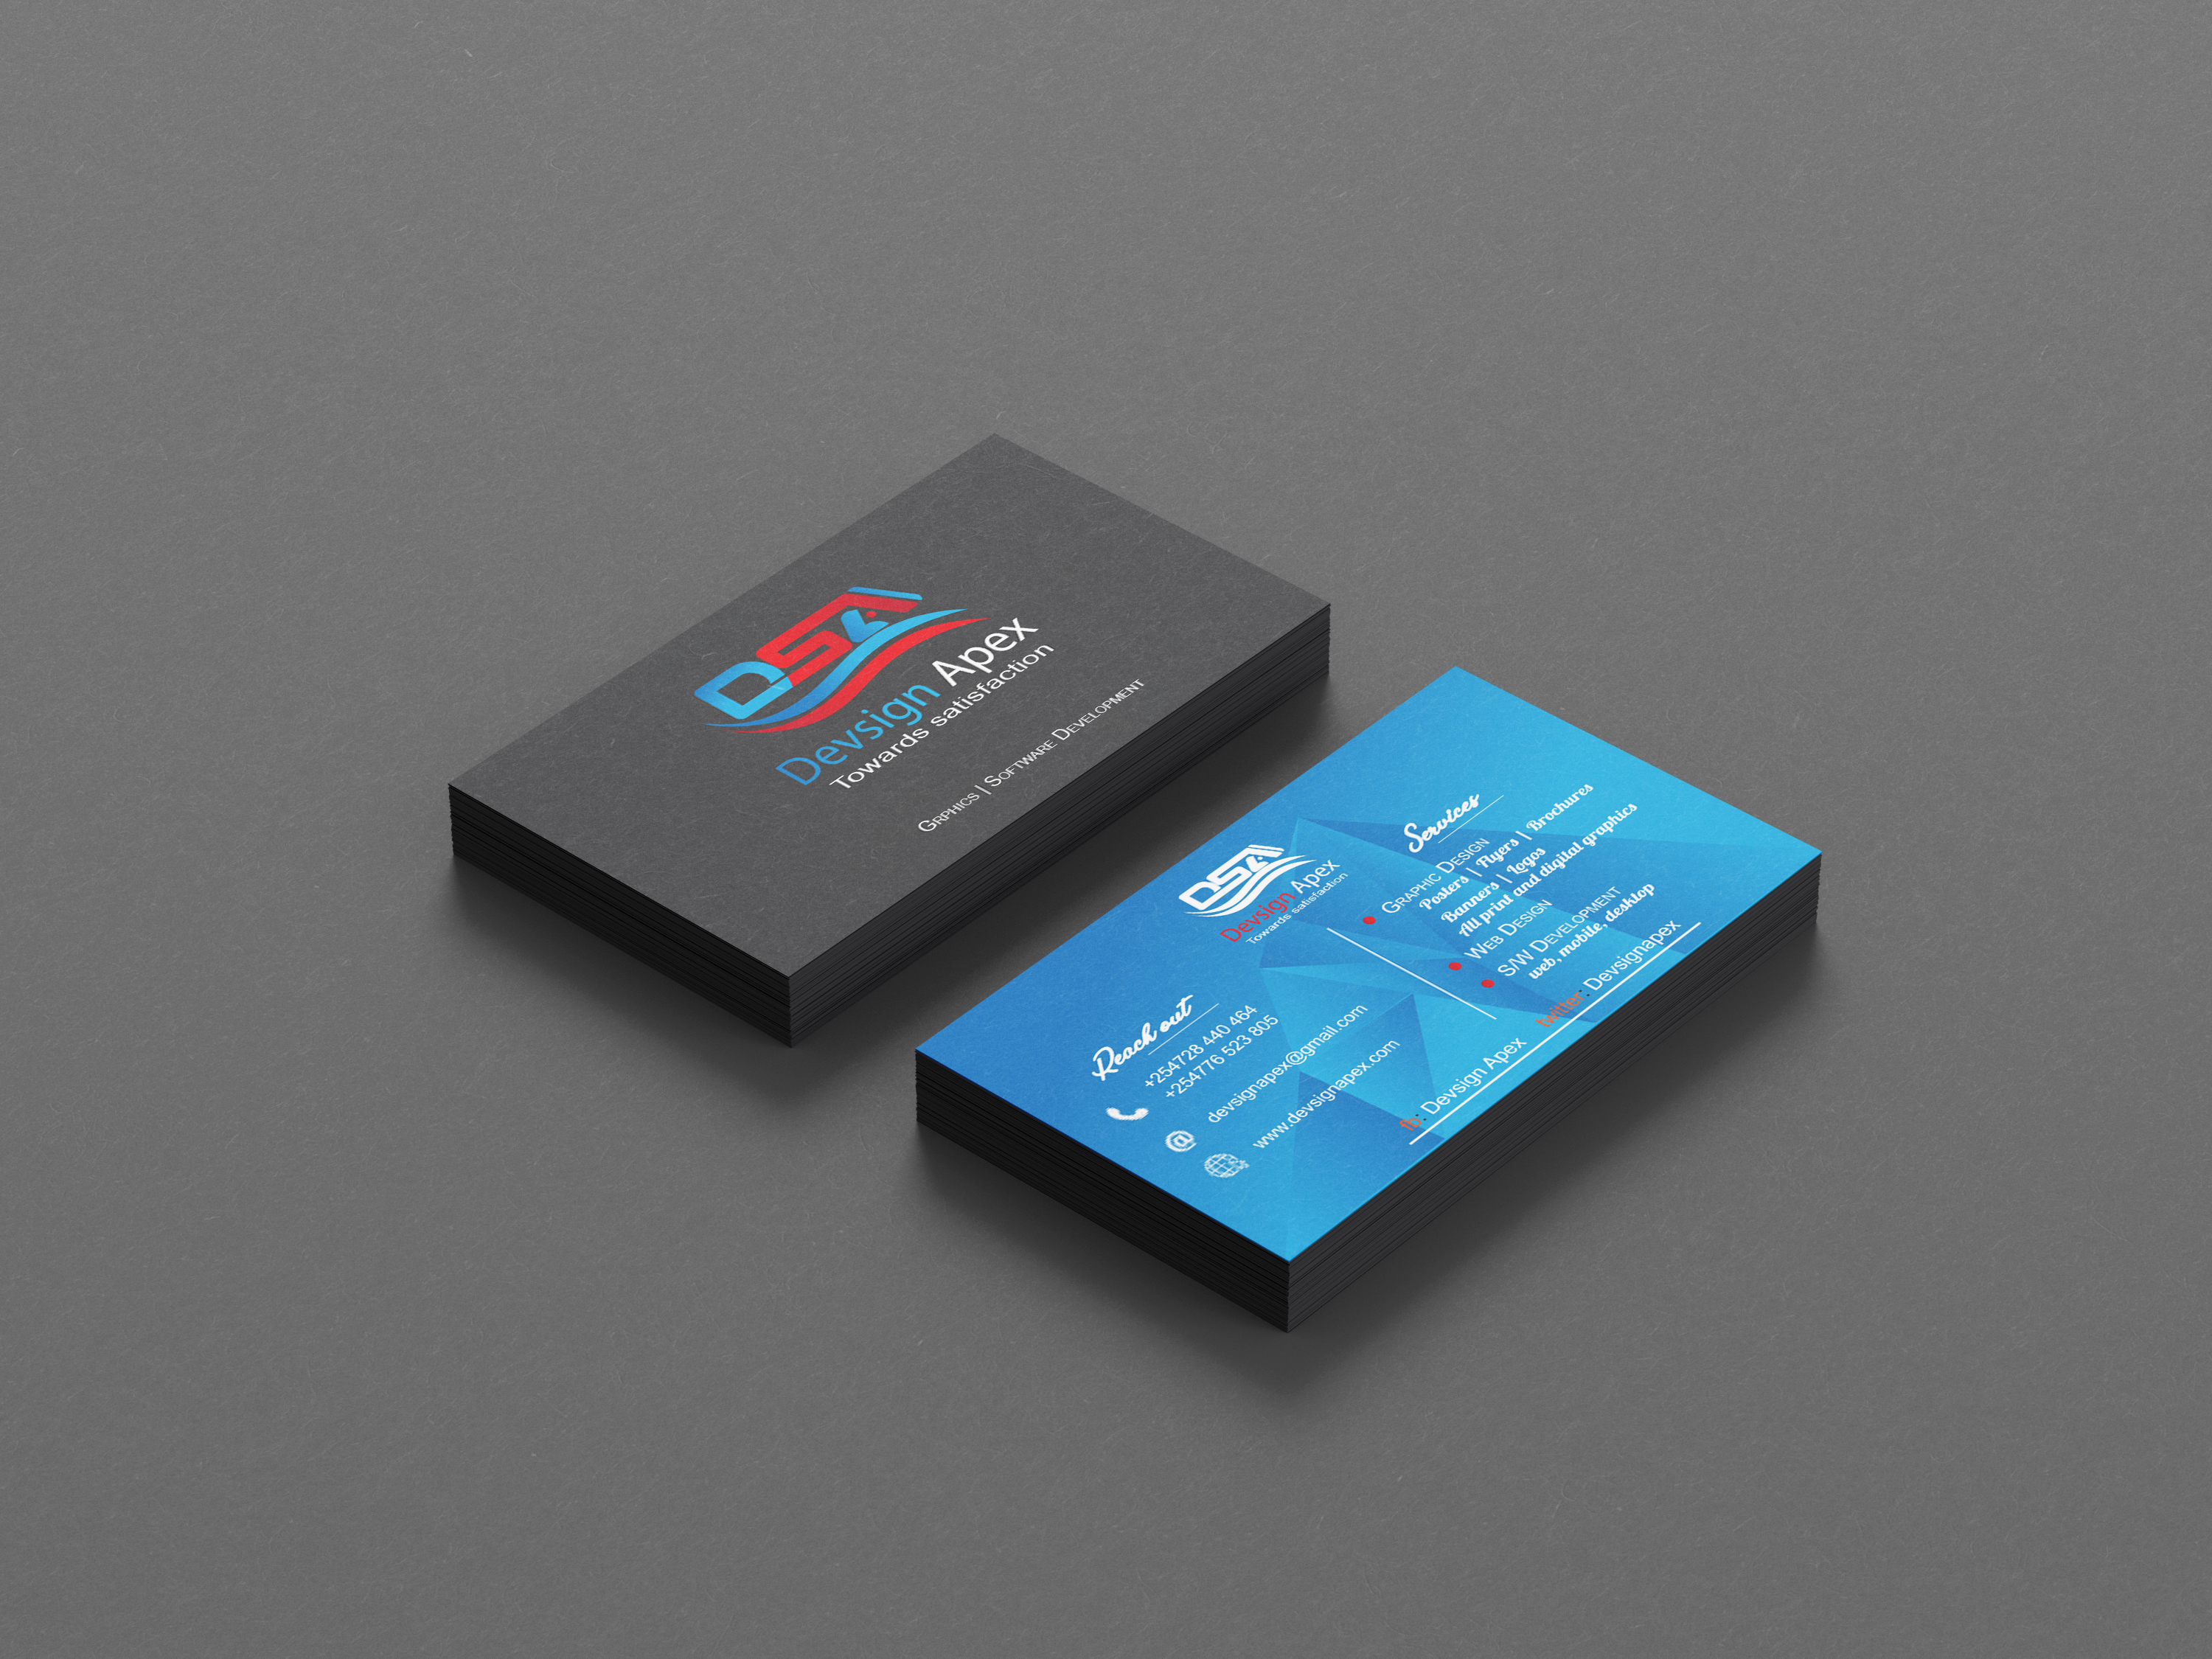 DSA
Devsign Apex
Towards satisfaction
GRPHICS | SOFTWARE DEVELOPMENT
DSA
Devsign Apex
Towards satisfaction
Reach out
+254728 440 464
+254776 523 805
@ devsignapex@gmail.com
www.devsignapex.com
Services
GRAPHIC DESIGN
Posters | Flyers | Brochures
Banners | Logos
All print and digital graphics
WEB DESIGN
S/W DEVELOPMENT
web, mobile, desktop
fb: Devsign Apex twitter: Devsignapex